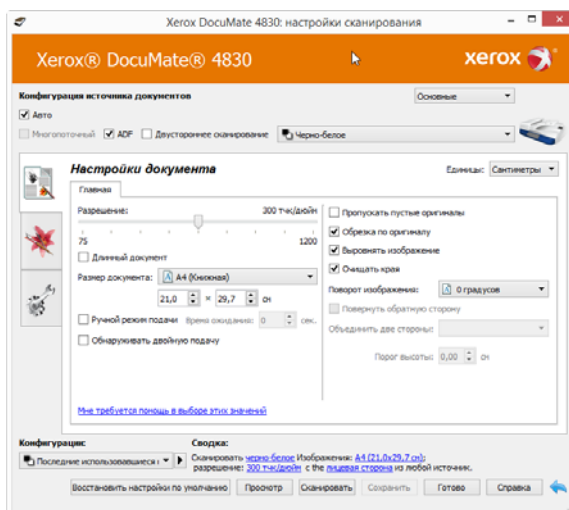 Xerox DocuMate 4830: настройки сканирования
Xerox® DocuMate® 4830
xerox
Конфигурация источника документов
Основные
Авто
Многопоточный ADF Двустороннее сканирование Черно-белое
Настройки документа
Единицы: Сантиметры
Главная
Разрешение: 300 тчк/дюйм
75 1200
Длинный документ
Размер документа: A4 (Книжная)
21,0 × 29,7 см
Ручной режим подачи Время ожидания: 0 сек.
Обнаруживать двойную подачу
Пропускать пустые оригиналы
Обрезка по оригиналу
Выровнять изображение
Очищать края
Поворот изображения: 0 градусов
Повернуть обратную сторону
Объединить две стороны:
Порог высоты: 0,00 см
Мне требуется помощь в выборе этих значений
Конфигурация: Сводка:
Последние использовавшиеся
Сканировать черно-белое Изображения: A4 (21,0x29,7 см);
разрешение: 300 тчк/дюйм с the лицевая сторона из любой источник.
Восстановить настройки по умолчанию Просмотр Сканировать Сохранить Готово Справка